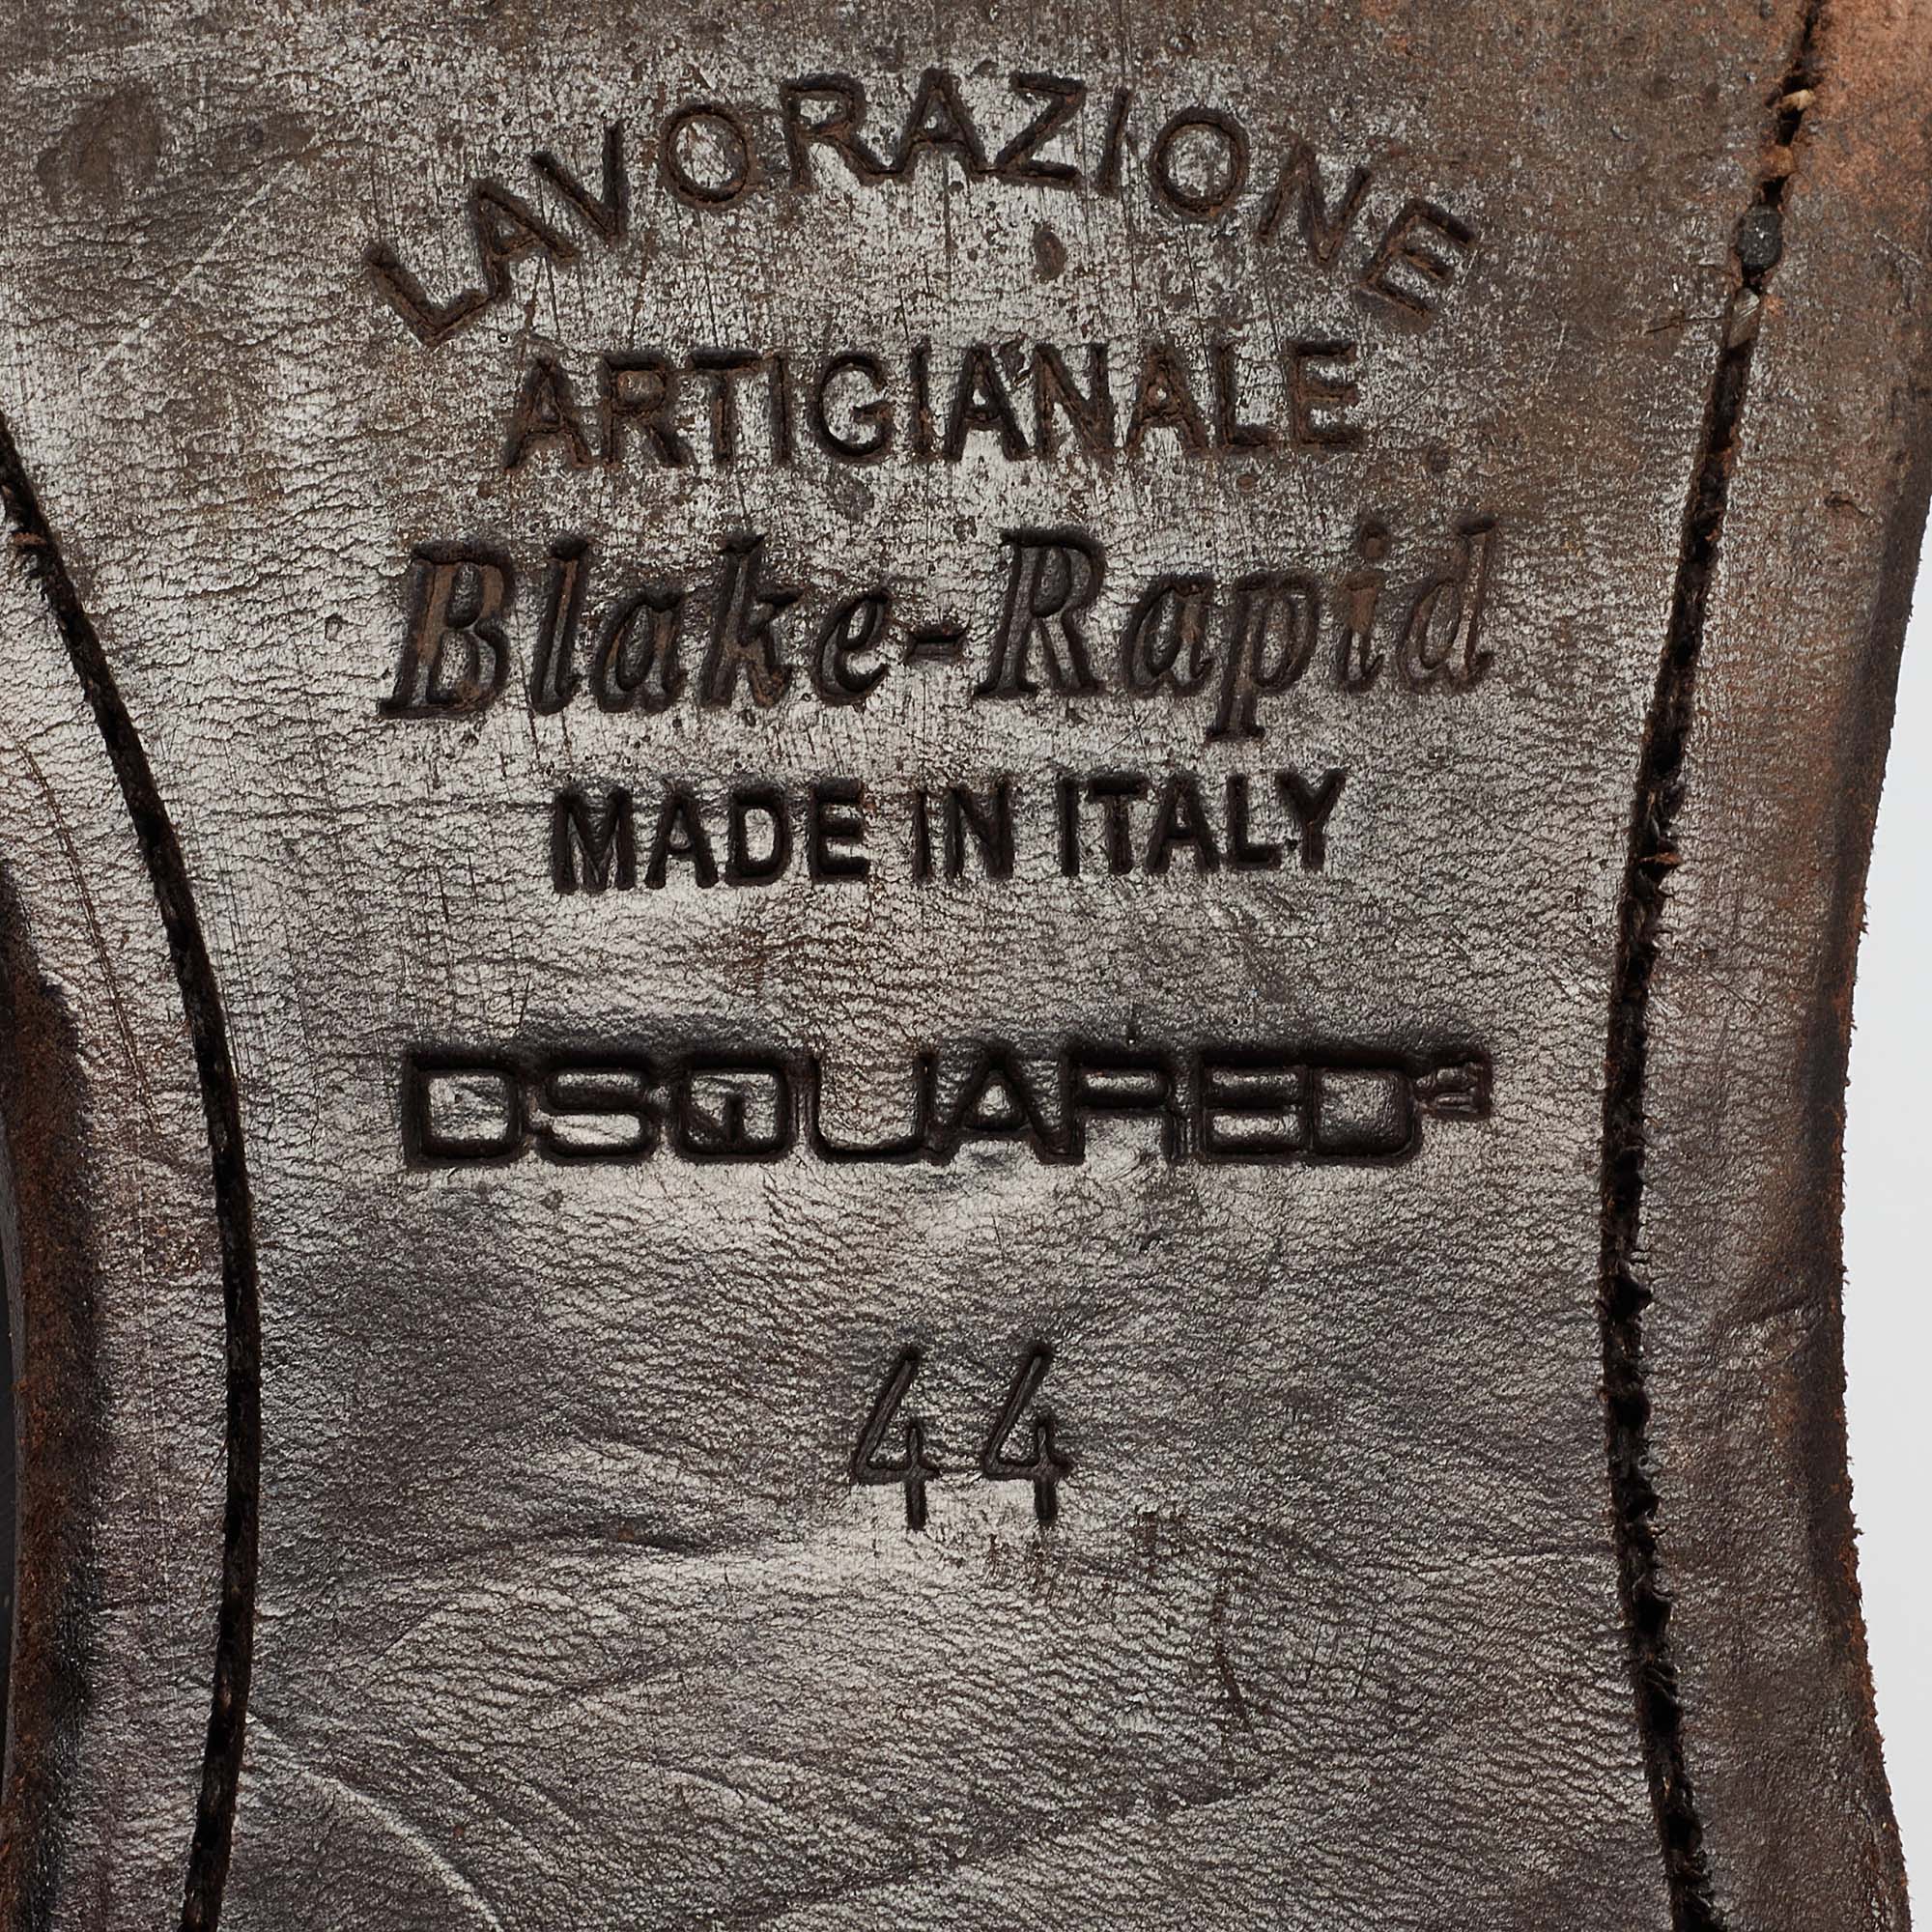 LAVORAZIONE
ARTIGIANALE
Blake-Rapid
MADE IN ITALY
DSQUARED²
44